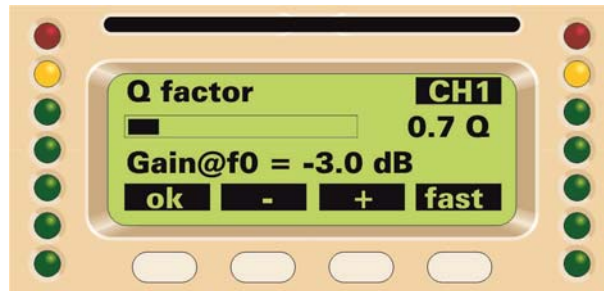 Q factor CH1
0.7 Q
Gain@f0 = -3.0 dB
ok - + fast